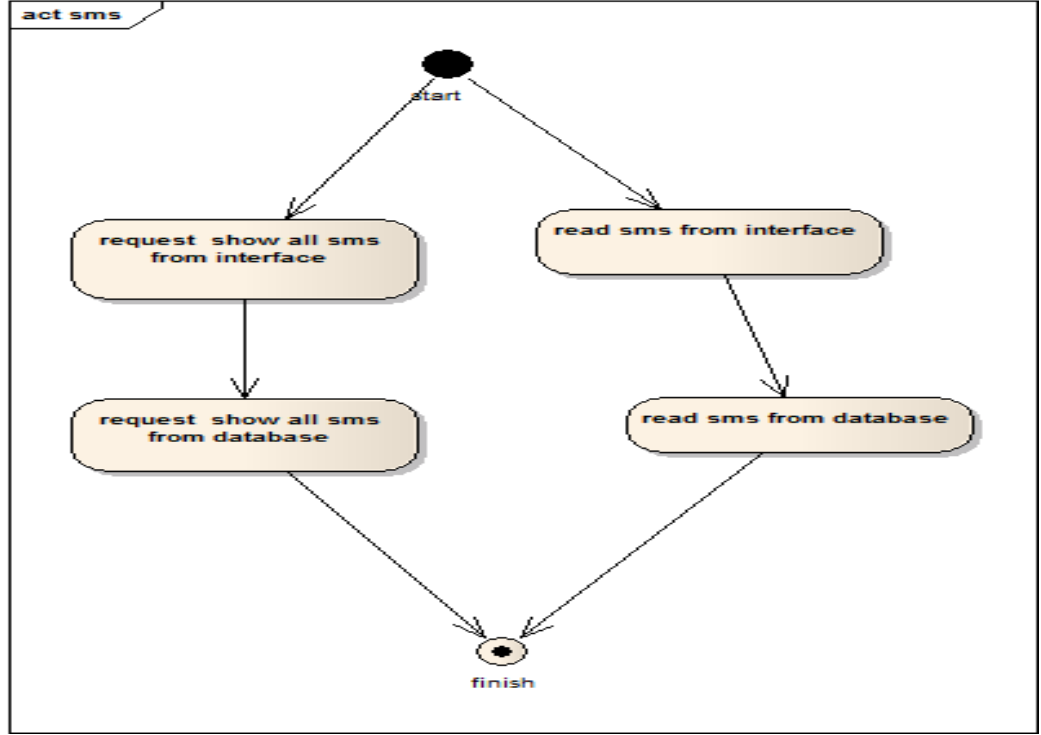 act sms
start
request show all sms
from interface
read sms from interface
request show all sms
from database
read sms from database
finish